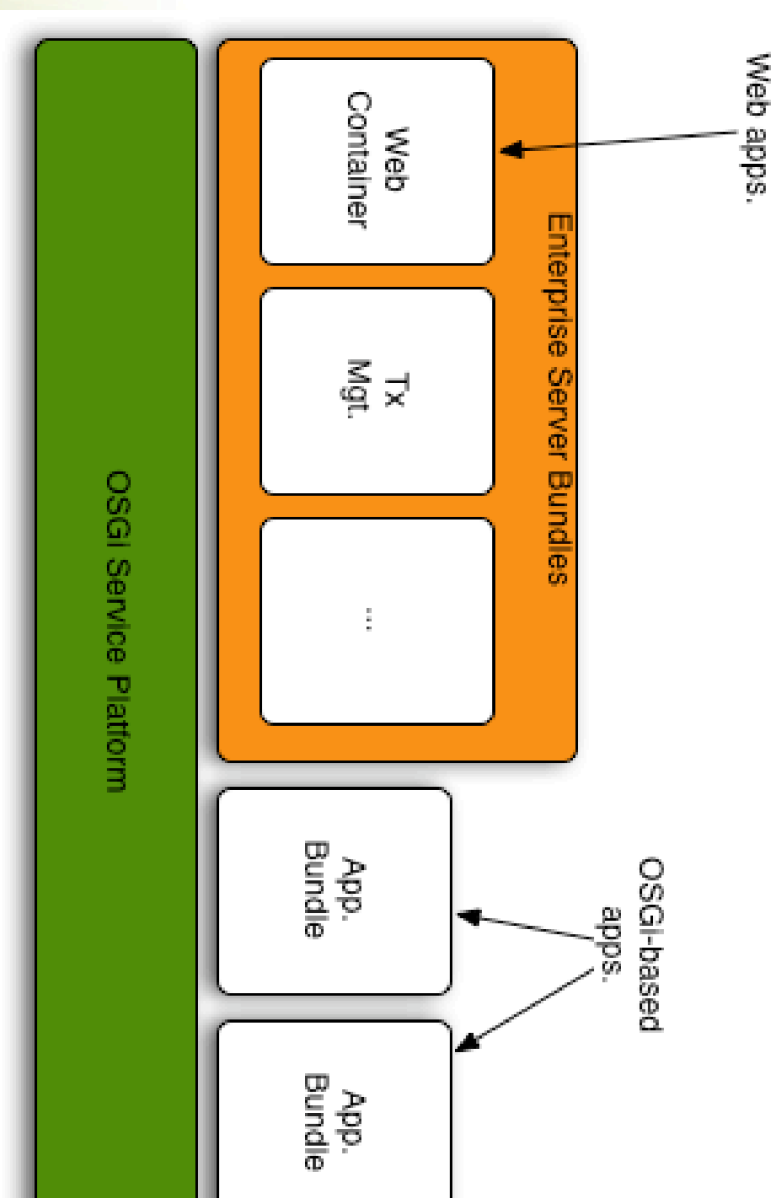 Web apps.
Enterprise Server Bundles
Web
Container
Tx
Mgt.
...
OSGi-based
apps.
App.
Bundle
App.
Bundle
OSGi Service Platform